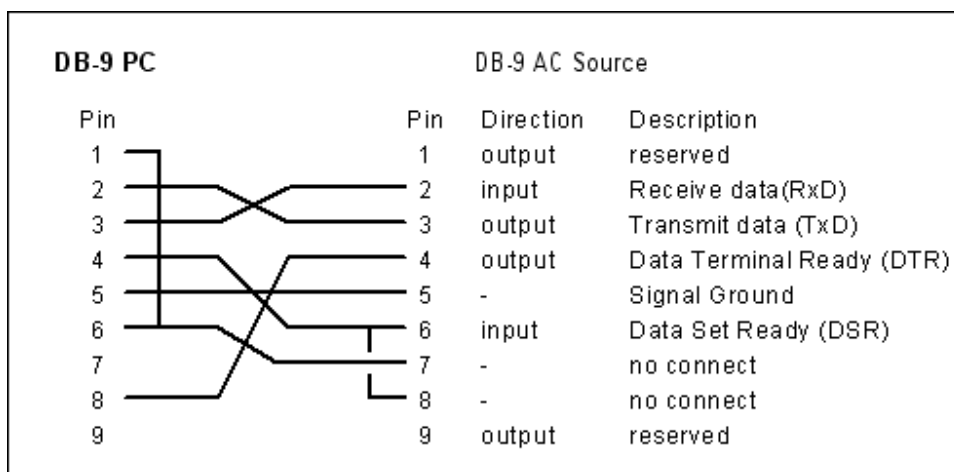 DB-9 PC DB-9 AC Source
Pin Pin Direction Description
1 1 output reserved
2 2 input Receive data(RxD)
3 3 output Transmit data (TxD)
4 4 output Data Terminal Ready (DTR)
5 5 - Signal Ground
6 6 input Data Set Ready (DSR)
7 7 - no connect
8 8 - no connect
9 9 output reserved